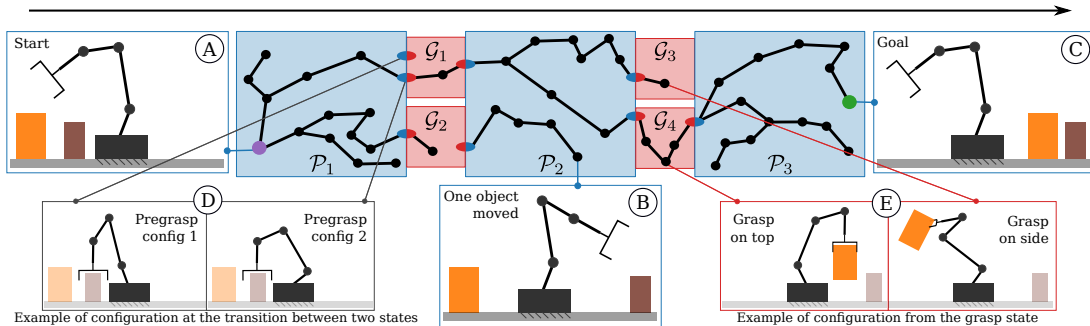 Start
A
𝒢1
𝒢3
Goal
C
𝒢2
𝒢4
𝒫1
𝒫2
𝒫3
D
Pregrasp
config 1
Pregrasp
config 2
One object
moved
B
Grasp
on top
E
Grasp
on side
Example of configuration at the transition between two states
Example of configuration from the grasp state